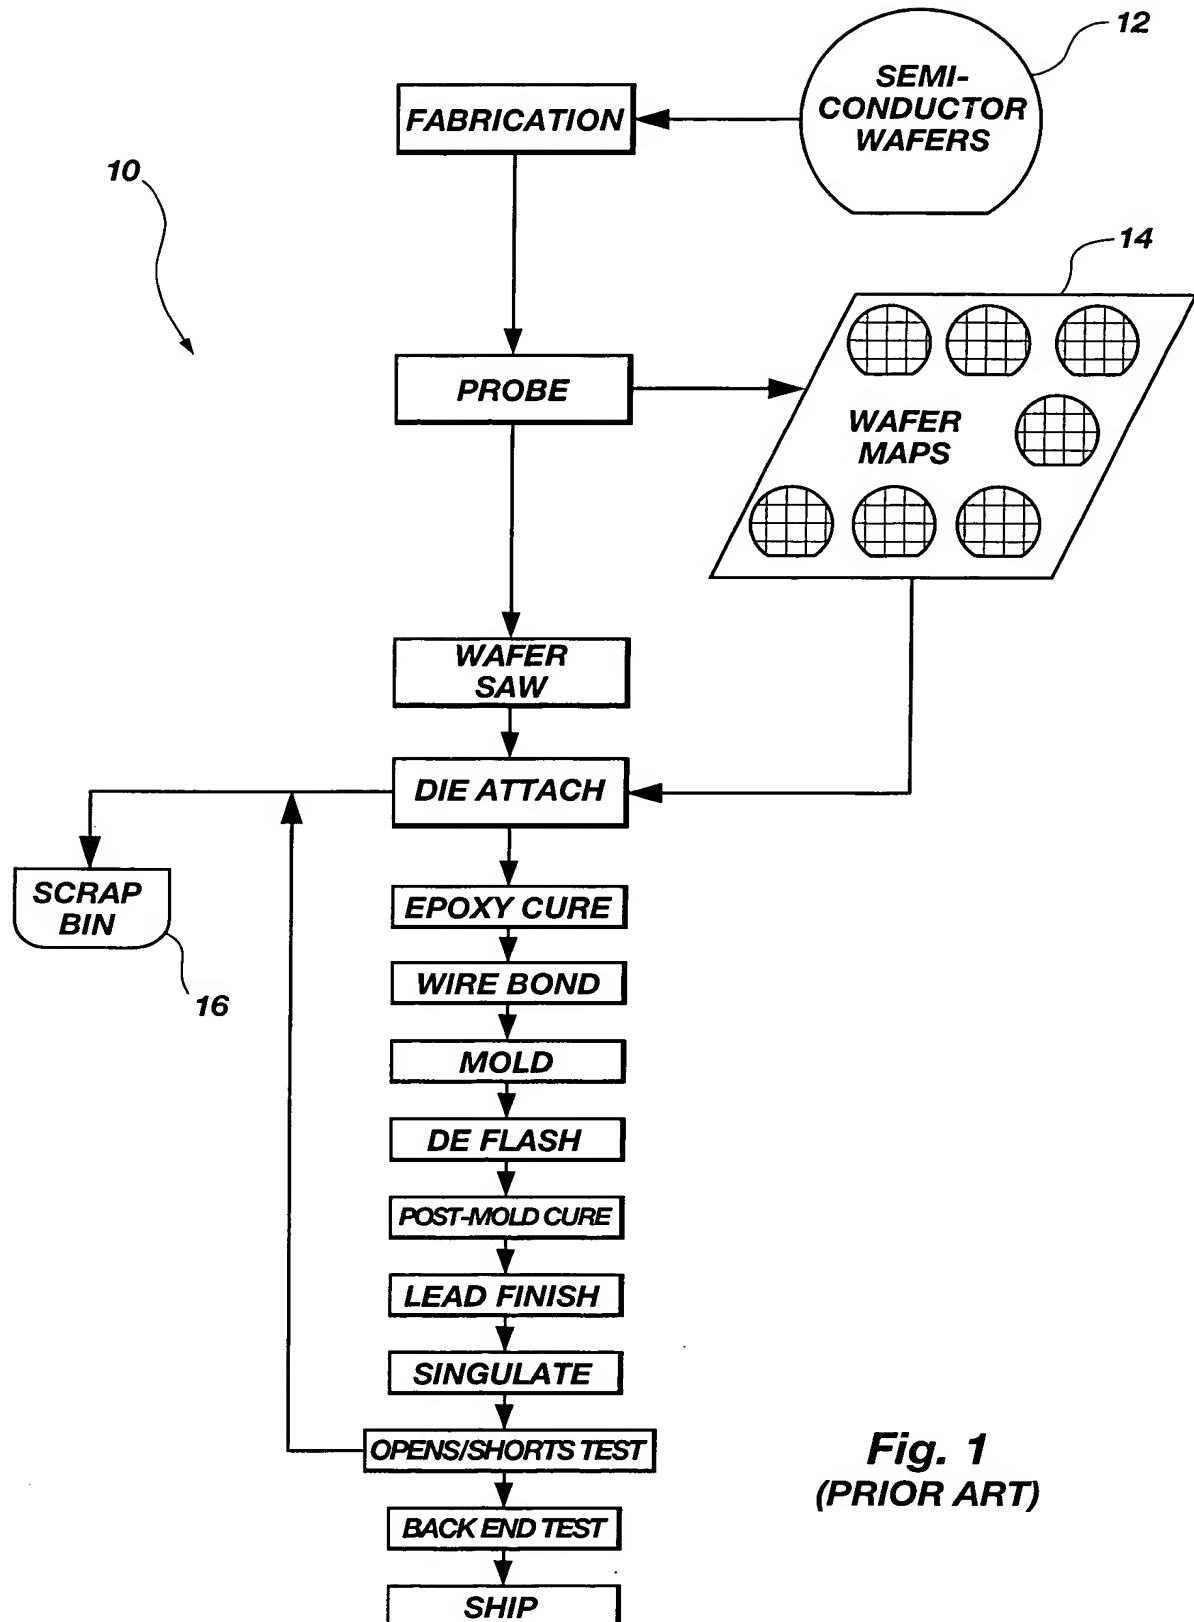 12
SEMI-
CONDUCTOR
WAFERS
FABRICATION
10
14
PROBE
WAFER
MAPS
WAFER
SAW
DIE ATTACH
SCRAP
BIN
16
EPOXY CURE
WIRE BOND
MOLD
DE FLASH
POST-MOLD CURE
LEAD FINISH
SINGULATE
OPENS/SHORTS TEST
BACK END TEST
SHIP
Fig. 1
(PRIOR ART)